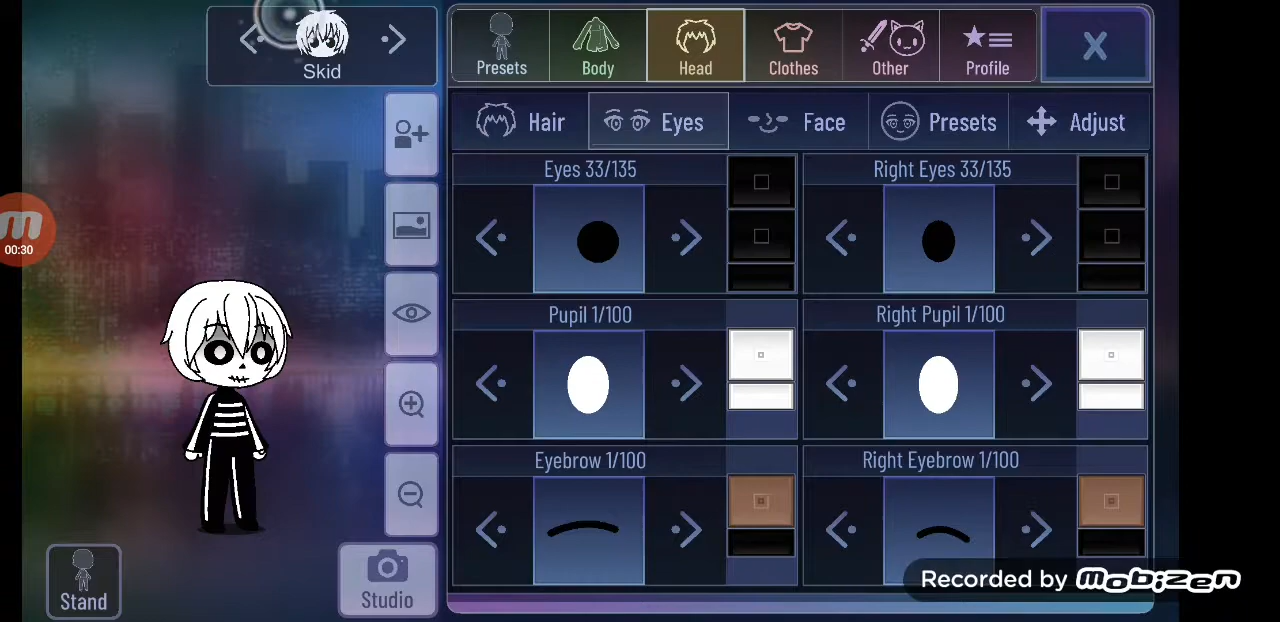 Skid
Presets
Body
Head
Clothes
Other
Profile
X
Hair
Eyes
Face
Presets
Adjust
Eyes 33/135
Right Eyes 33/135
00:30
Pupil 1/100
Right Pupil 1/100
Eyebrow 1/100
Right Eyebrow 1/100
Stand
Studio
Recorded by Mobizen